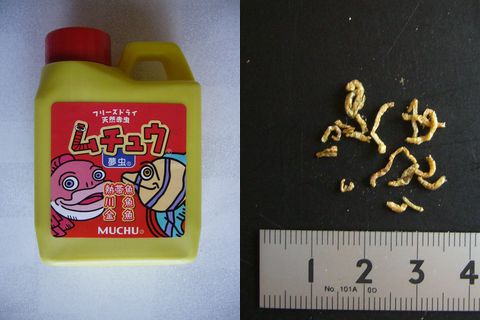 フリーズドライ
天然赤虫
ムチュウ®
夢虫®
熱帯魚
川魚
金魚
MUCHU®
1 2 3 4
No. 101A